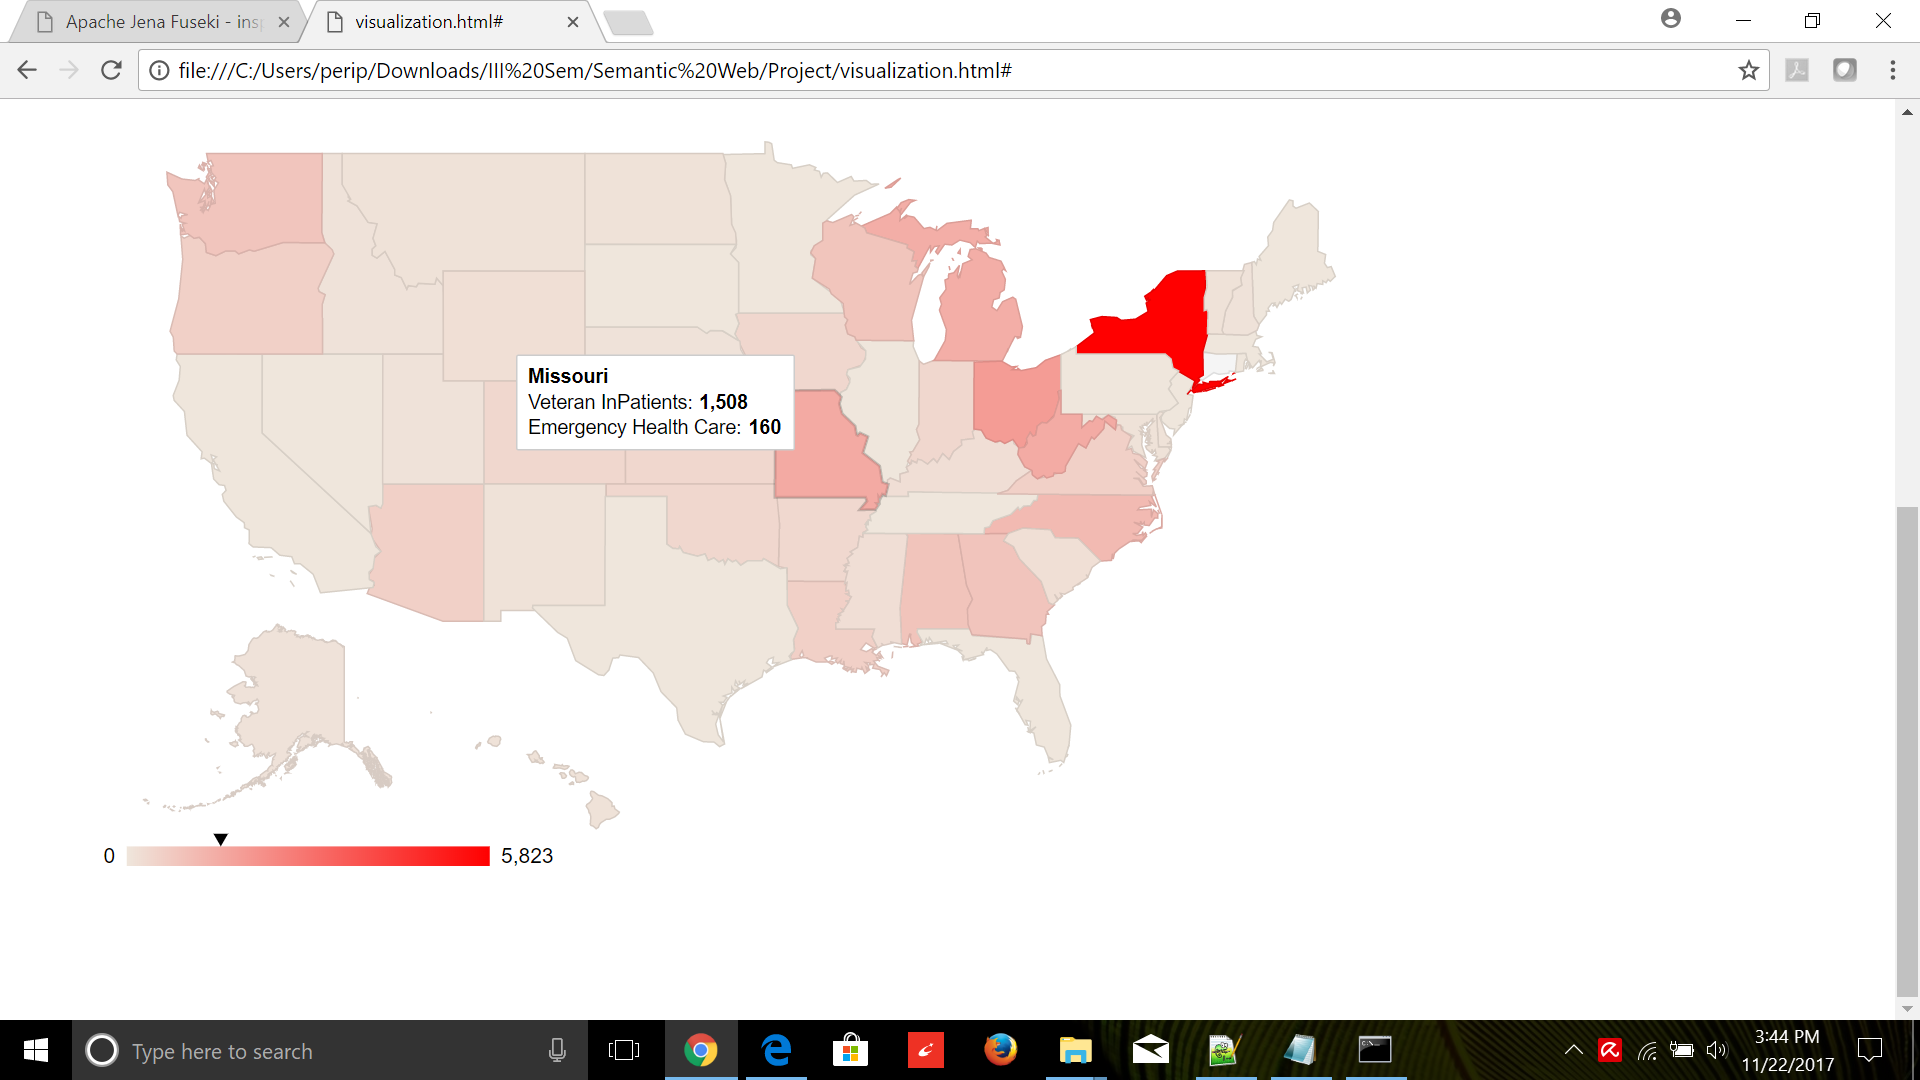 Apache Jena Fuseki - insp
visualization.html#
file:///C:/Users/perip/Downloads/III%20Sem/Semantic%20Web/Project/visualization.html#
Missouri
Veteran InPatients: 1,508
Emergency Health Care: 160
0
5,823
Type here to search
3:44 PM
11/22/2017